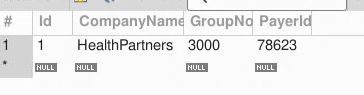 # Id CompanyName GroupNo PayerId
1 1 HealthPartners 3000 78623
* NULL NULL NULL NULL